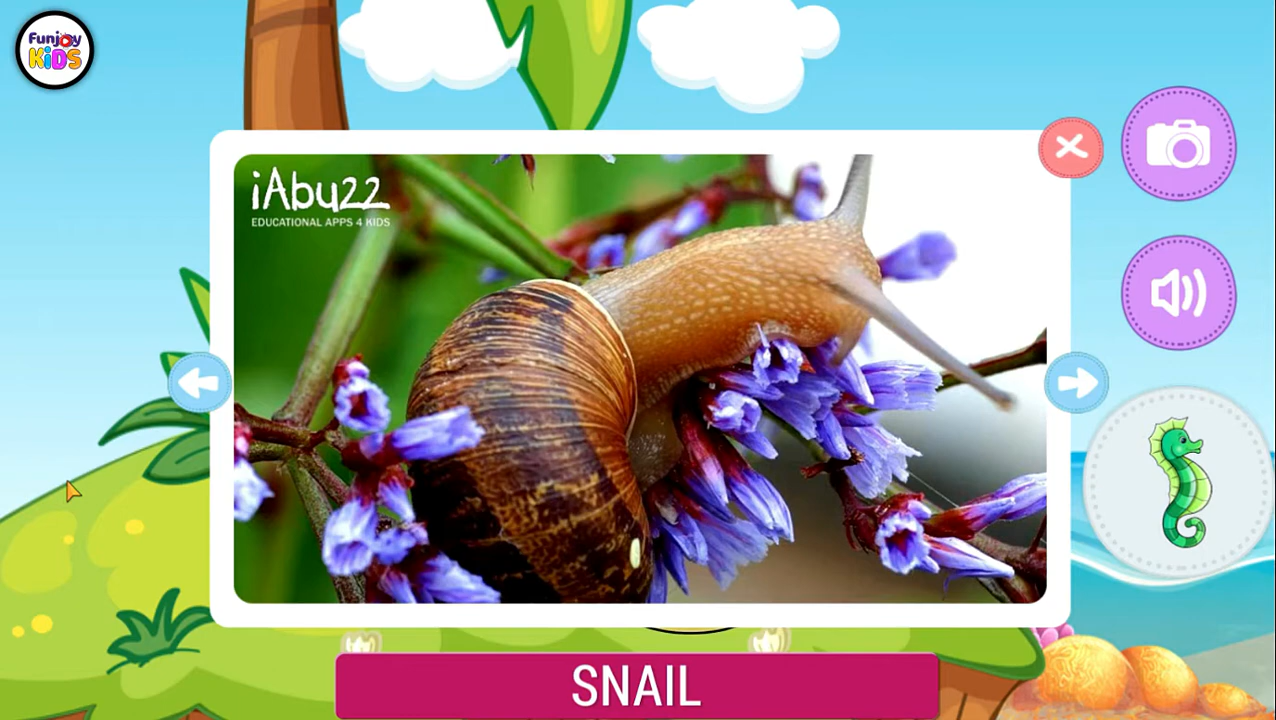 Funjoy
KiDS
iAbu22
EDUCATIONAL APPS 4 KIDS
SNAIL